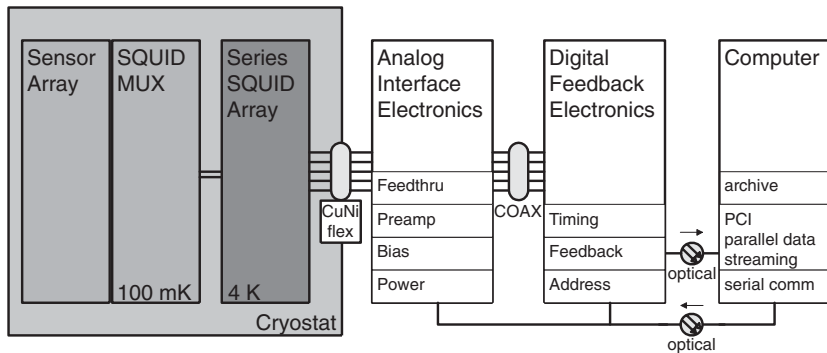 Sensor
Array
SQUID
MUX
100 mK
Series
SQUID
Array
4 K
Cryostat
CuNi
flex
Analog
Interface
Electronics
Feedthru
Preamp
Bias
Power
COAX
Digital
Feedback
Electronics
Timing
Feedback
Address
optical
optical
Computer
archive
PCI
parallel data
streaming
serial comm